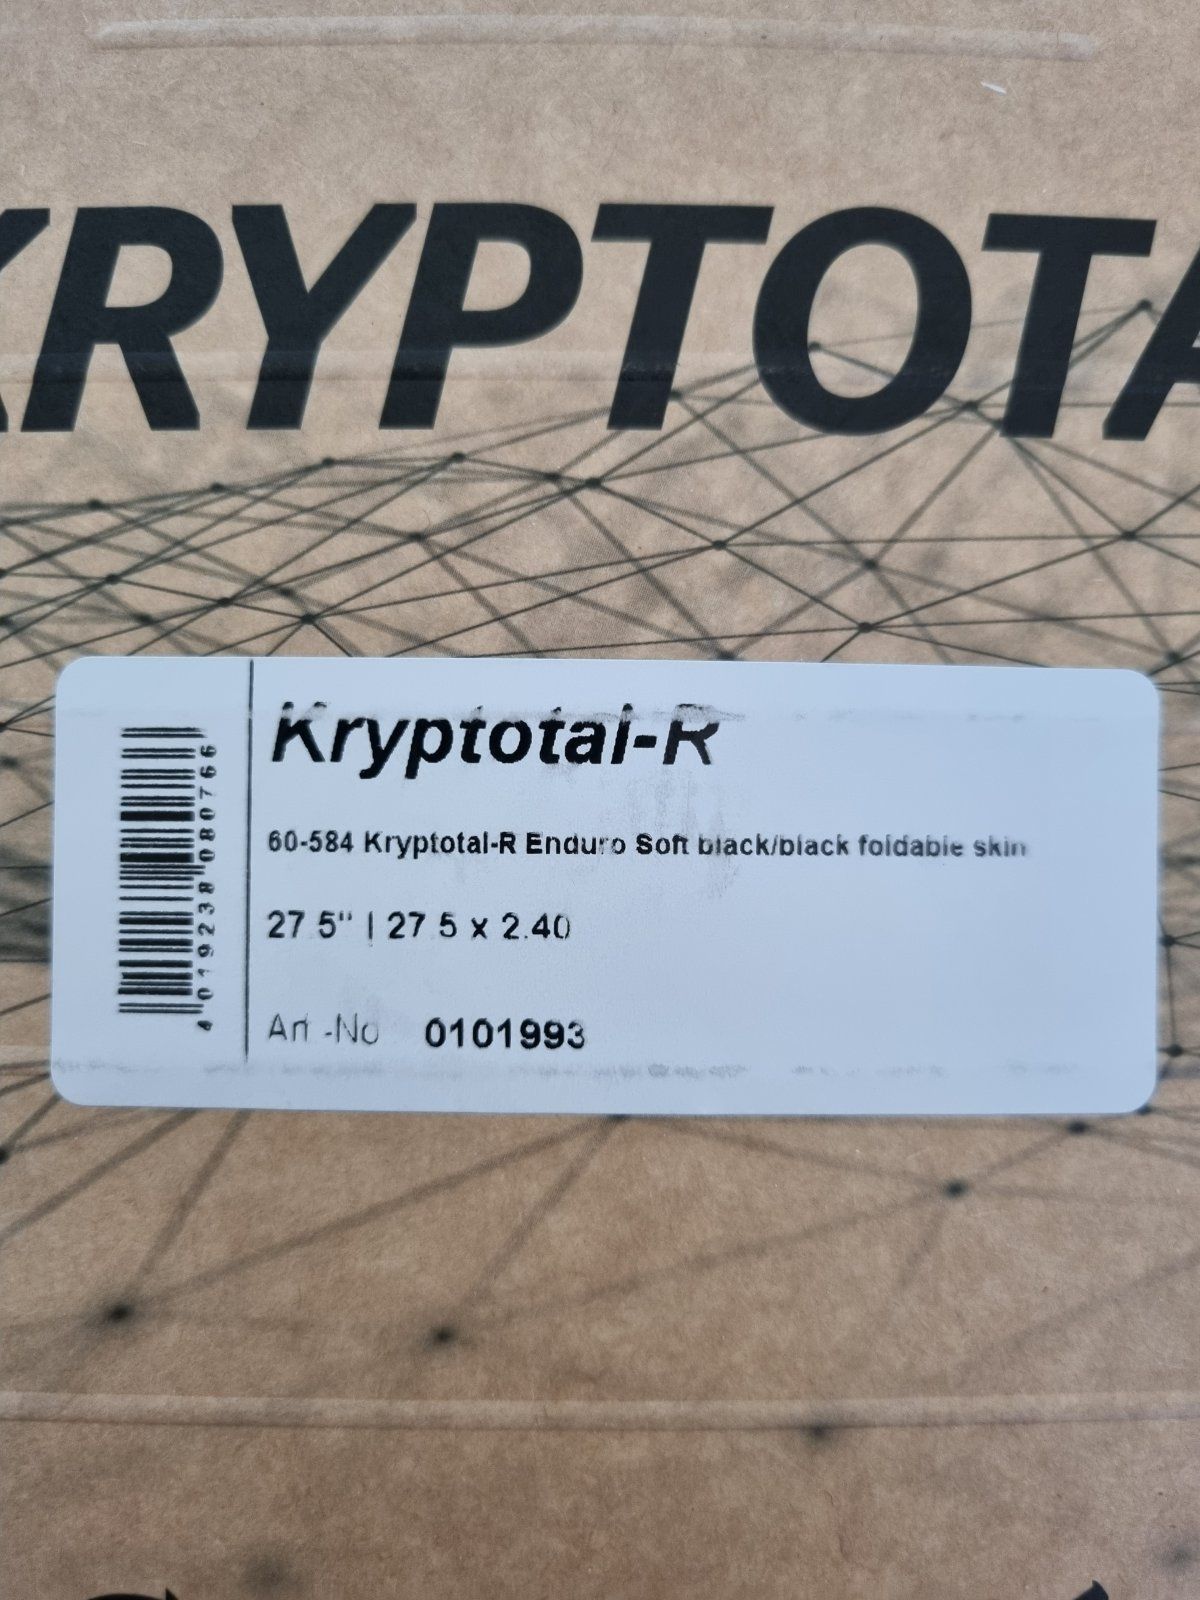 KRYPTOTA
Kryptotal-R
60-584 Kryptotal-R Enduro Soft black/black foldable skin
27 5" | 27 5 x 2.40
Art -No 0101993
4 019238 080766